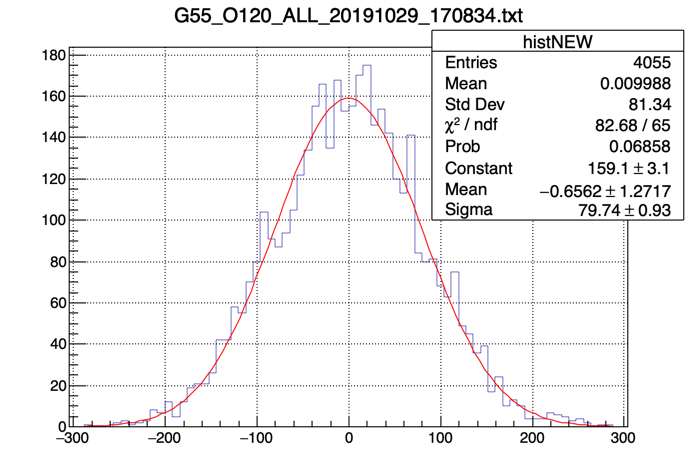 G55_O120_ALL_20191029_170834.txt
histNEW
Entries 4055
Mean 0.009988
Std Dev 81.34
χ² / ndf 82.68 / 65
Prob 0.06858
Constant 159.1 ± 3.1
Mean −0.6562 ± 1.2717
Sigma 79.74 ± 0.93
180
160
140
120
100
80
60
40
20
0
−300 −200 −100 0 100 200 300